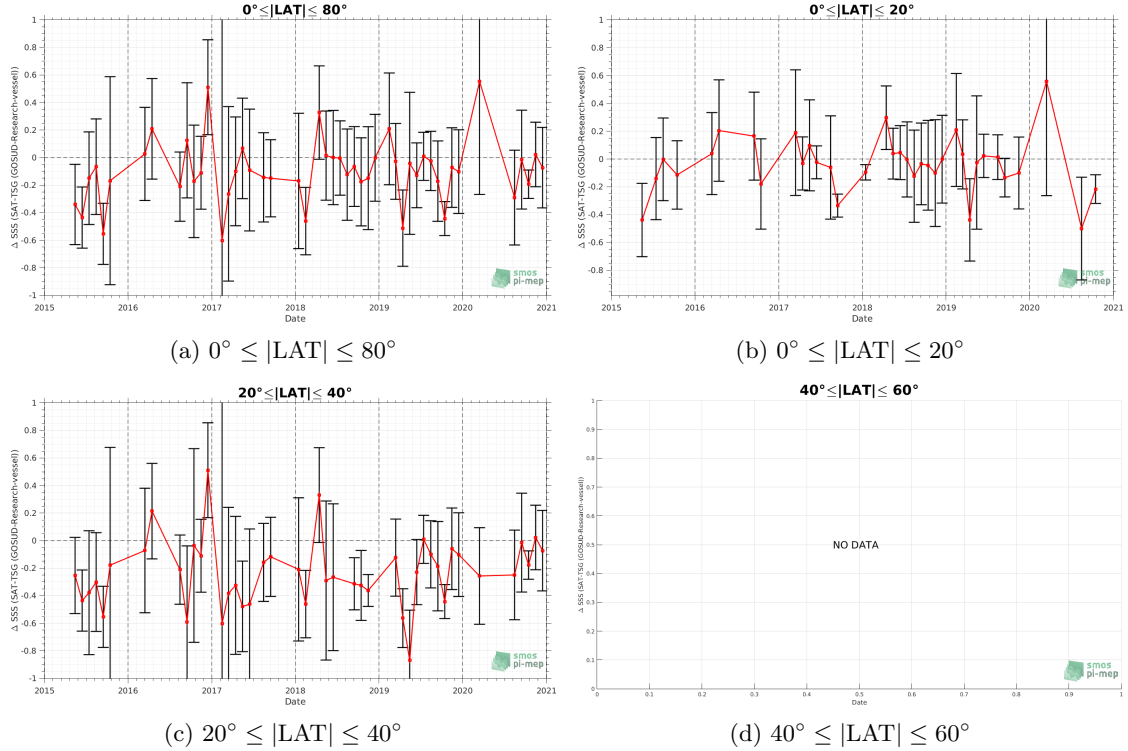 0°≤|LAT|≤ 80°
1
0.8
0.6
0.4
0.2
0
-0.2
-0.4
-0.6
-0.8
-1
Δ SSS (SAT-TSG (GOSUD-Research-vessel))
2015 2016 2017 2018 2019 2020 2021
Date
smos
pi-mep
(a) 0° ≤ |LAT| ≤ 80°
0°≤|LAT|≤ 20°
1
0.8
0.6
0.4
0.2
0
-0.2
-0.4
-0.6
-0.8
Δ SSS (SAT-TSG (GOSUD-Research-vessel))
2015 2016 2017 2018 2019 2020 2021
Date
smos
pi-mep
(b) 0° ≤ |LAT| ≤ 20°
20°≤|LAT|≤ 40°
1
0.8
0.6
0.4
0.2
0
-0.2
-0.4
-0.6
-0.8
-1
Δ SSS (SAT-TSG (GOSUD-Research-vessel))
2015 2016 2017 2018 2019 2020 2021
Date
smos
pi-mep
(c) 20° ≤ |LAT| ≤ 40°
40°≤|LAT|≤ 60°
1
0.9
0.8
0.7
0.6
0.5
0.4
0.3
0.2
0.1
0
Δ SSS (SAT-TSG (GOSUD-Research-vessel))
NO DATA
0 0.1 0.2 0.3 0.4 0.5 0.6 0.7 0.8 0.9 1
Date
smos
pi-mep
(d) 40° ≤ |LAT| ≤ 60°